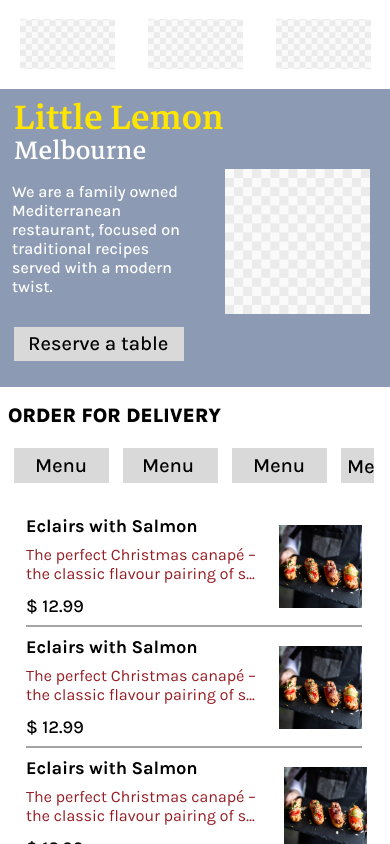 Little Lemon
Melbourne
We are a family owned
Mediterranean
restaurant, focused on
traditional recipes
served with a modern
twist.
Reserve a table
ORDER FOR DELIVERY
Menu Menu Menu Me
Eclairs with Salmon
The perfect Christmas canapé –
the classic flavour pairing of s...
$ 12.99
Eclairs with Salmon
The perfect Christmas canapé –
the classic flavour pairing of s...
$ 12.99
Eclairs with Salmon
The perfect Christmas canapé –
the classic flavour pairing of s...